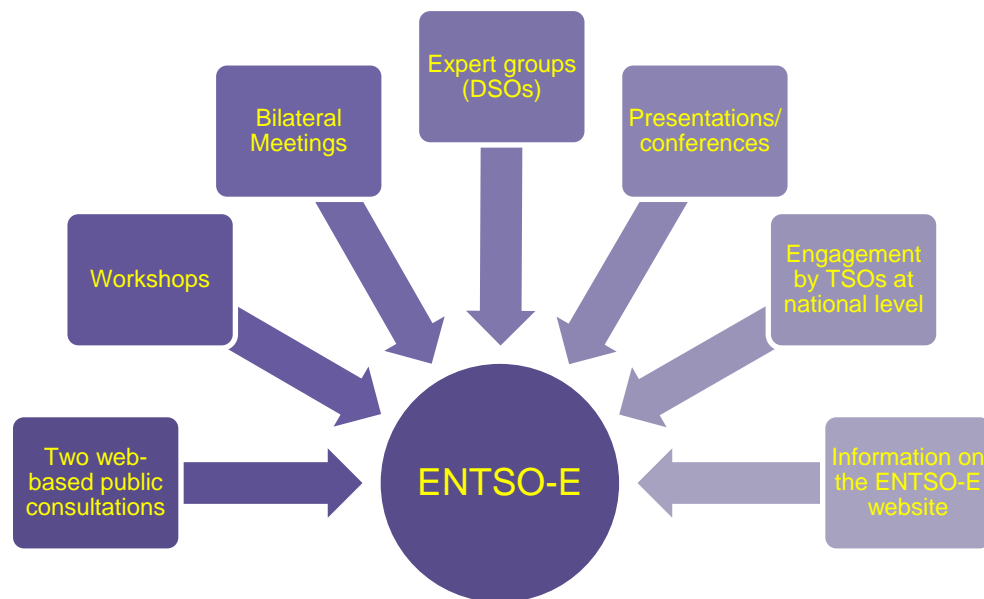 Expert groups
(DSOs)
Bilateral
Meetings
Presentations/
conferences
Workshops
Engagement
by TSOs at
national level
Two web-
based public
consultations
ENTSO-E
Information on
the ENTSO-E
website